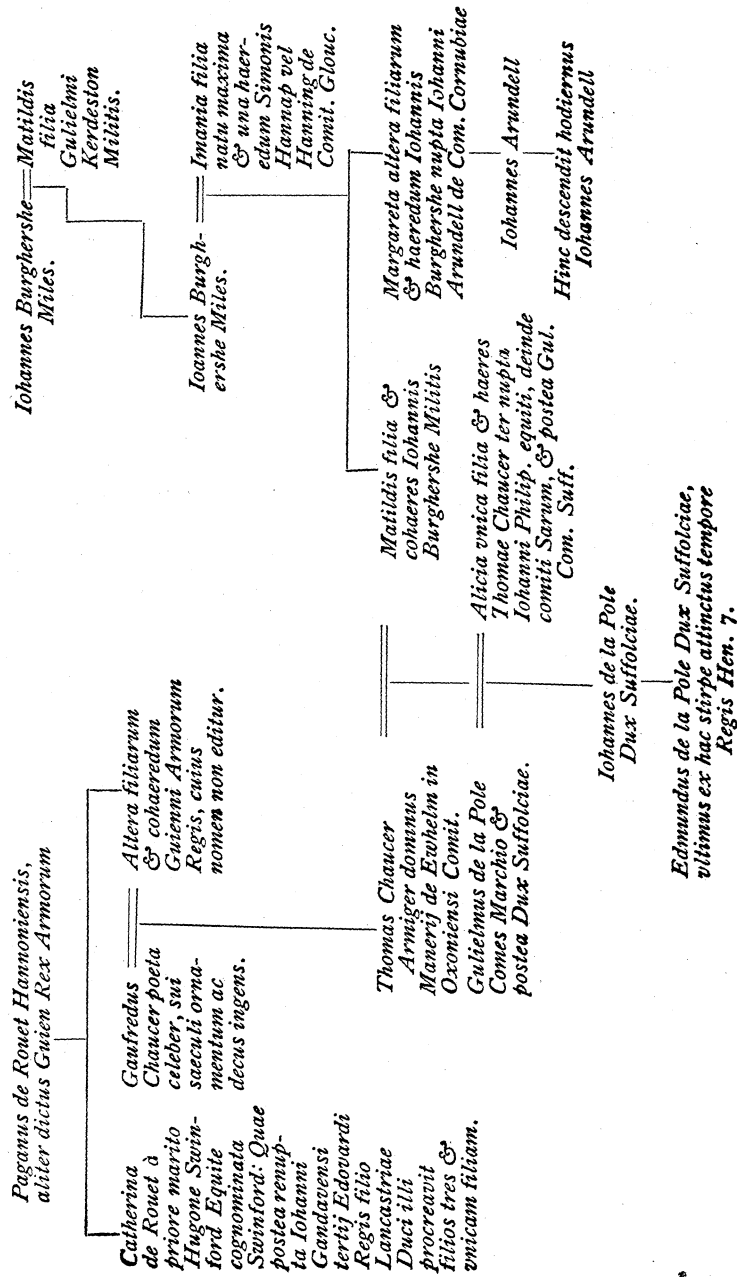 Paganus de Rouet Hannoniensis,
aliter dictus Guien Rex Armorum
Catherina
de Rouet à
priore marito
Hugone Swin-
ford Equite
cognominata
Swinford: Quae
postea renup-
ta Iohanni
Gandavensi
tertij Edovardi
Regis filio
Lancastriae
Duci illi
procreavit
filios tres &
vnicam filiam.
Gaufredus
Chaucer poeta
celeber, sui
saeculi orna-
mentum ac
decus ingens.
Altera filiarum
& cohaeredum
Guienni Armorum
Regis, cuius
nomen non editur.
Iohannes Burghershe
Miles.
Matildis
filia
Gulielmi
Kerdeston
Militis.
Ioannes Burgh-
ershe Miles.
Imania filia
natu maxima
& una haer-
edum Simonis
Hannap vel
Hanning de
Comit. Glouc.
Thomas Chaucer
Armiger dominus
Manerij de Ewhelm in
Oxoniensi Comit.
Matildis filia &
cohaeres Iohannis
Burghershe Militis
Margareta altera filiarum
& haeredum Iohannis
Burghershe nupta Iohanni
Arundell de Com. Cornubiae
Gulielmus de la Pole
Comes Marchio &
postea Dux Suffolciae.
Alicia vnica filia & haeres
Thomae Chaucer ter nupta
Iohanni Philip. equiti, deinde
comiti Sarum, & postea Gul.
Com. Suff.
Iohannes Arundell
Hinc descendit hodiernus
Iohannes Arundell
Iohannes de la Pole
Dux Suffolciae.
Edmundus de la Pole Dux Suffolciae,
vltimus ex hac stirpe attinctus tempore
Regis Hen. 7.